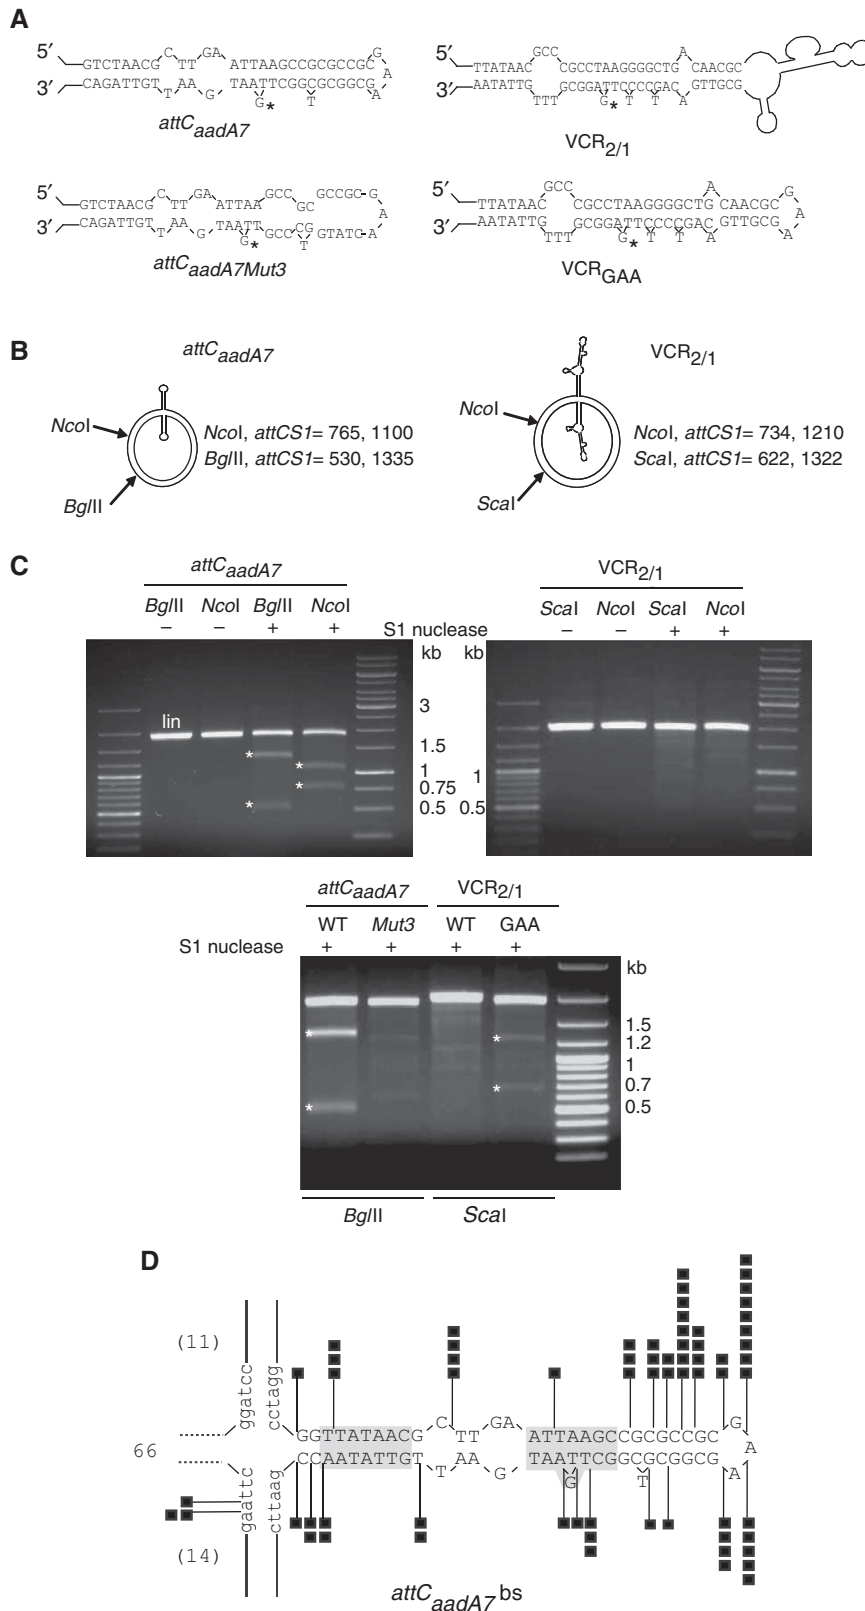 A
5′ GTCTAACG C TT GA ATTAAGCCGCGCCGC G A
3′ CAGATTGT T AA G TAATTCGGCGCGGCG A
G * T
attCaadA7
5′ TTATAAC GCC CGCCTAAGGGGCTG A CAACGC
3′ AATATTG TTT GCGGATTCCCCGAC A GTTGCG
G * T T
VCR2/1
5′ GTCTAACG C TT GA ATTAA GCC GC GCCGC G A
3′ CAGATTGT T AA G TAATT GCC CG T GGTATC A
G * T
attCaadA7Mut3
5′ TTATAAC GCC CGCCTAAGGGGCTG A CAACGC G A
3′ AATATTG TTT GCGGATTCCCCGAC A GTTGCG A
G * T T
VCRGAA
B
attCaadA7
NcoI
BglII
NcoI, attCS1= 765, 1100
BglII, attCS1= 530, 1335
VCR2/1
NcoI
ScaI
NcoI, attCS1= 734, 1210
ScaI, attCS1= 622, 1322
C
attCaadA7
BglII NcoI BglII NcoI
– – + +
S1 nuclease
VCR2/1
ScaI NcoI ScaI NcoI
– – + +
kb kb
lin
3
1.5
1
0.75
0.5
1
0.5
* * * *
attCaadA7 VCR2/1
WT Mut3 WT GAA
S1 nuclease + + + +
kb
1.5
1.2
1
0.7
0.5
* * * *
BglII ScaI
D
(11)
ggatcc
cctagg
66
GGTTATAACG C TT GA ATTAAGCCGCGCCGC G A
CCAATATTGT T AA G TAATTCGGCGCGGCG A
G T
gaattc
cttaag
(14)
attCaadA7bs